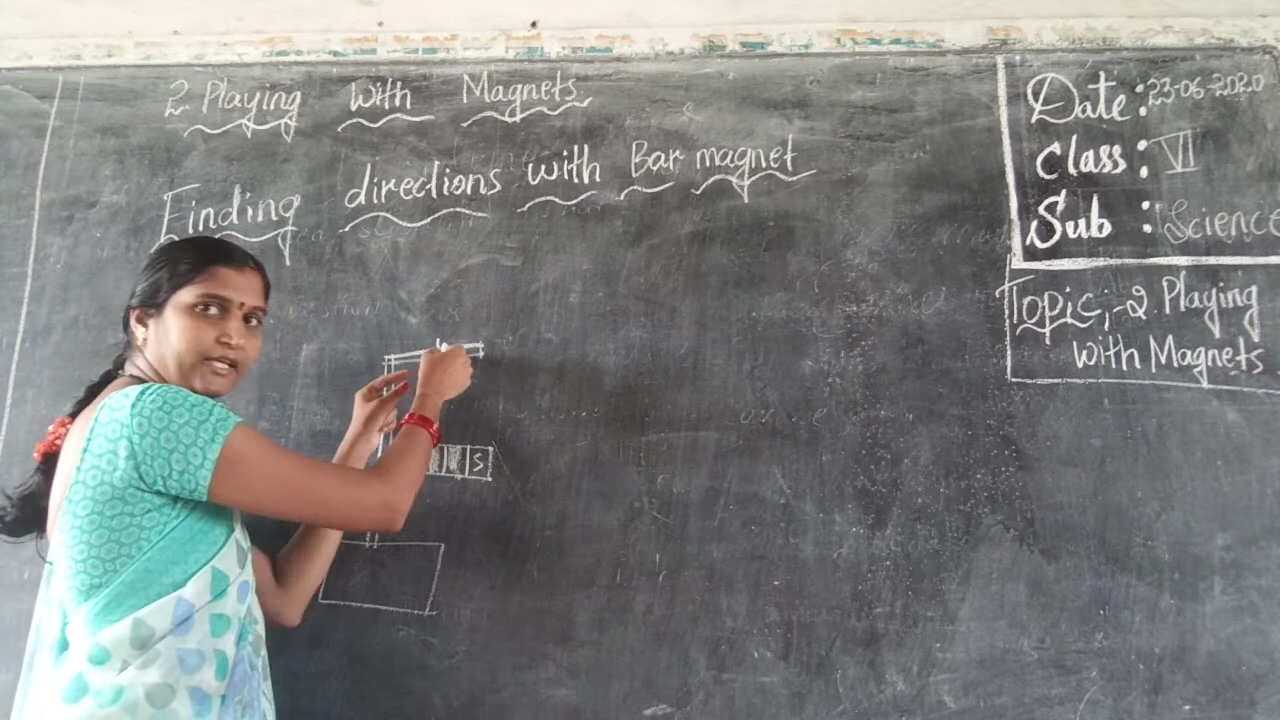 2. Playing with Magnets
Finding directions with Bar magnet
S
Date : 23-06-2020
Class : VI
Sub : Science
Topic,-2. Playing
with Magnets